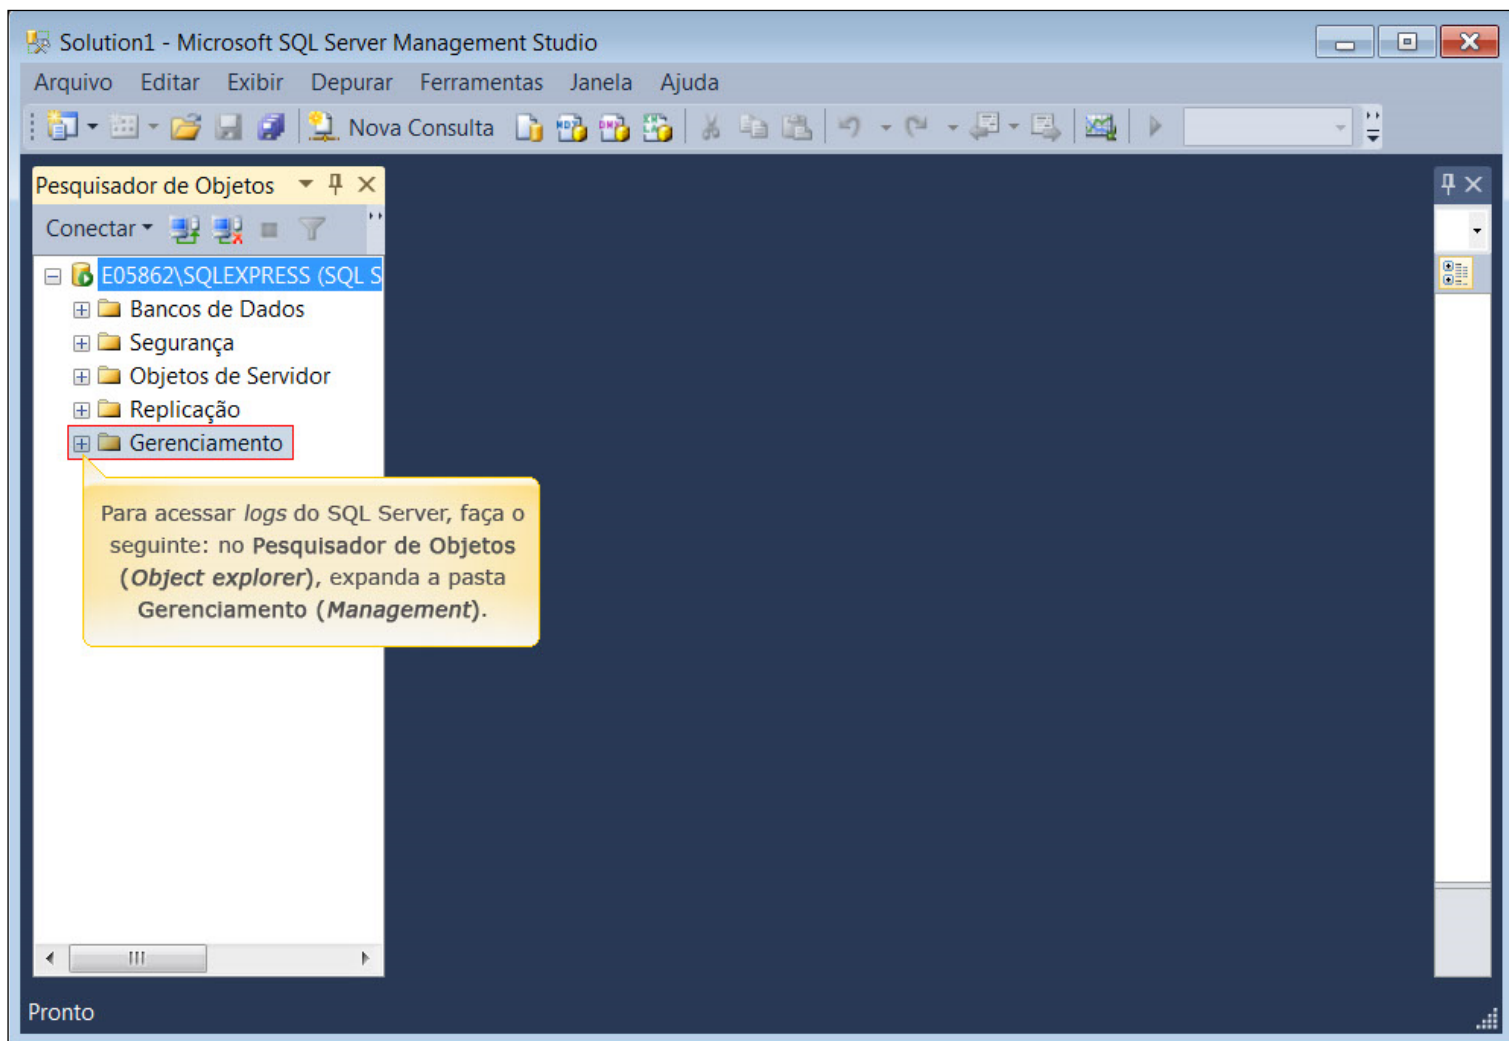 Solution1 - Microsoft SQL Server Management Studio
Arquivo Editar Exibir Depurar Ferramentas Janela Ajuda
Nova Consulta
Pesquisador de Objetos
Conectar
E05862\SQLEXPRESS (SQL S
Bancos de Dados
Segurança
Objetos de Servidor
Replicação
Gerenciamento
Para acessar logs do SQL Server, faça o
seguinte: no Pesquisador de Objetos
(Object explorer), expanda a pasta
Gerenciamento (Management).
Pronto